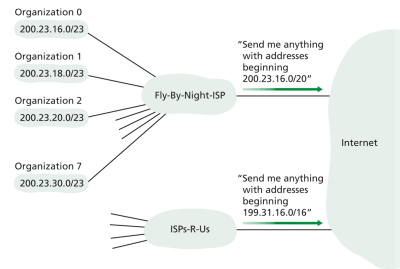 Organization 0
200.23.16.0/23
Organization 1
200.23.18.0/23
Organization 2
200.23.20.0/23
Organization 7
200.23.30.0/23
Fly-By-Night-ISP
“Send me anything
with addresses
beginning
200.23.16.0/20”
Internet
ISPs-R-Us
“Send me anything
with addresses
beginning
199.31.16.0/16”